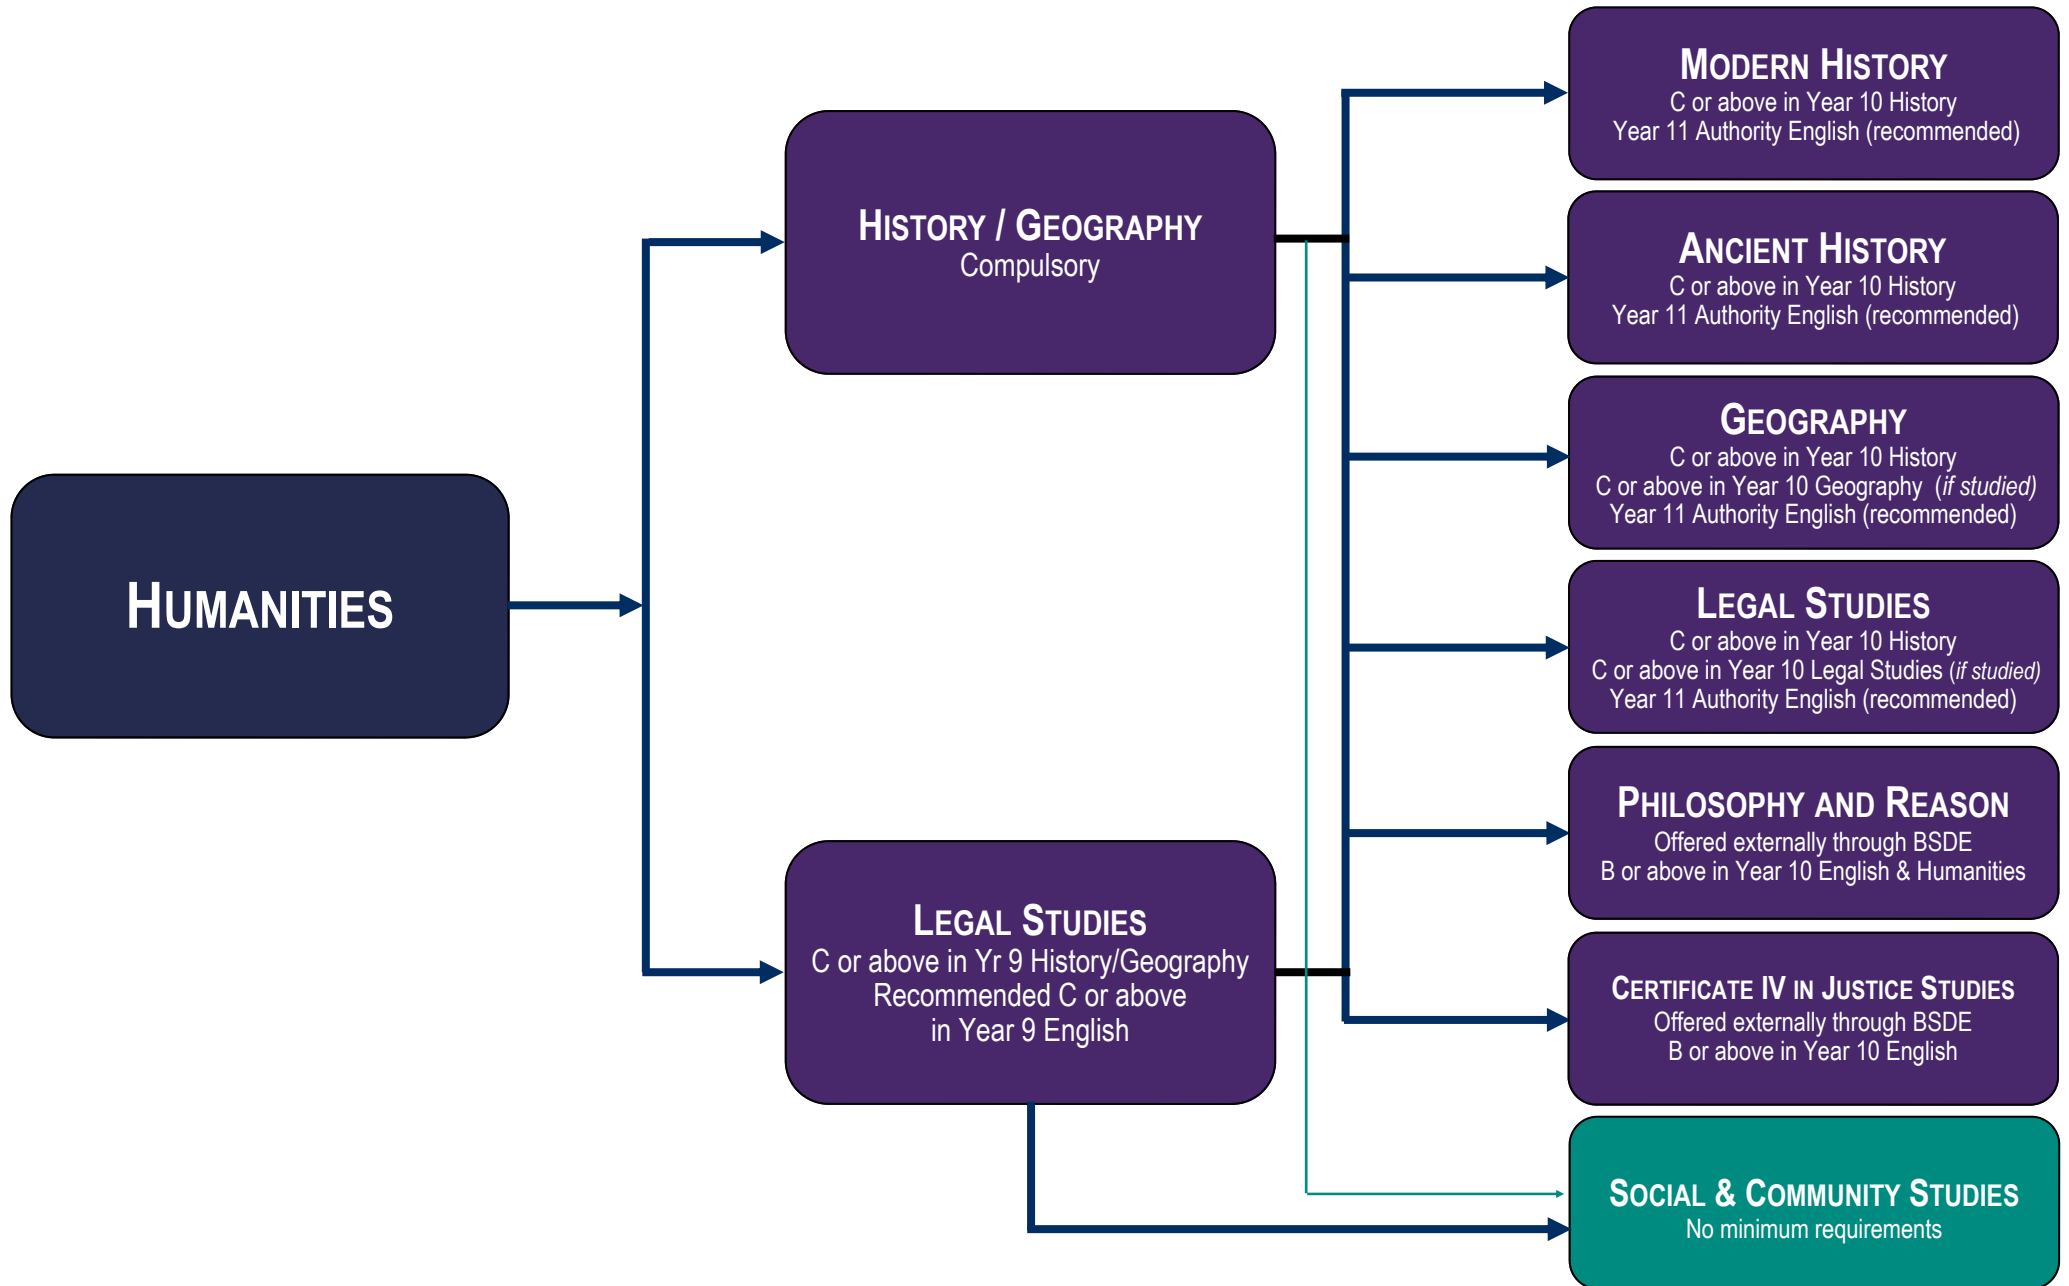 HUMANITIES
HISTORY / GEOGRAPHY
Compulsory
LEGAL STUDIES
C or above in Yr 9 History/Geography
Recommended C or above
in Year 9 English
MODERN HISTORY
C or above in Year 10 History
Year 11 Authority English (recommended)
ANCIENT HISTORY
C or above in Year 10 History
Year 11 Authority English (recommended)
GEOGRAPHY
C or above in Year 10 History
C or above in Year 10 Geography (if studied)
Year 11 Authority English (recommended)
LEGAL STUDIES
C or above in Year 10 History
C or above in Year 10 Legal Studies (if studied)
Year 11 Authority English (recommended)
PHILOSOPHY AND REASON
Offered externally through BSDE
B or above in Year 10 English & Humanities
CERTIFICATE IV IN JUSTICE STUDIES
Offered externally through BSDE
B or above in Year 10 English
SOCIAL & COMMUNITY STUDIES
No minimum requirements